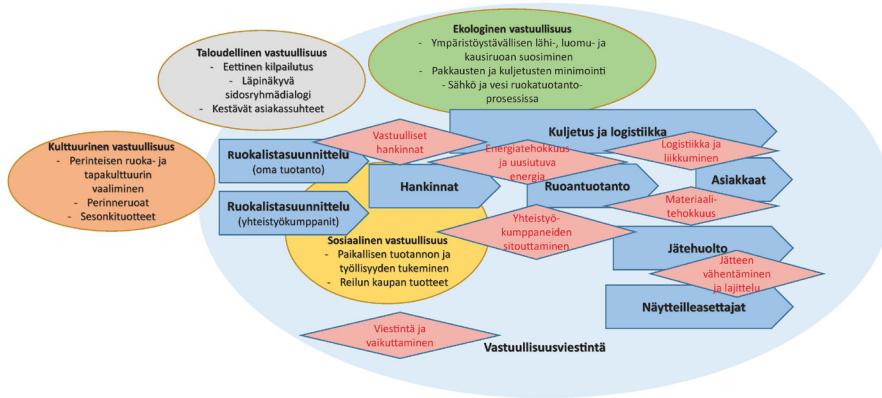 Ekologinen vastuullisuus
- Ympäristöystävällisen lähi-, luomu- ja
kausiruoan suosiminen
- Pakkausten ja kuljetusten minimointi
- Sähkö ja vesi ruokatuotanto-
prosessissa
Taloudellinen vastuullisuus
- Eettinen kilpailutus
- Läpinäkyvä
sidosryhmädialogi
- Kestävät asiakassuhteet
Kulttuurinen vastuullisuus
- Perinteisen ruoka- ja
tapakulttuurin
vaaliminen
- Perinneruoat
- Sesonkituotteet
Ruokalistasuunnittelu
(oma tuotanto)
Ruokalistasuunnittelu
(yhteistyökumppanit)
Vastuulliset
hankinnat
Kuljetus ja logistiikka
Energiatehokkuus
ja uusiutuva
energia
Logistiikka ja
liikkuminen
Hankinnat
Ruoantuotanto
Asiakkaat
Materiaali-
tehokkuus
Yhteistyö-
kumppaneiden
sitouttaminen
Sosiaalinen vastuullisuus
- Paikallisen tuotannon ja
työllisyyden tukeminen
- Reilun kaupan tuotteet
Jätehuolto
Jätteen
vähentäminen
ja lajittelu
Näytteilleasettajat
Viestintä ja
vaikuttaminen
Vastuullisuusviestintä